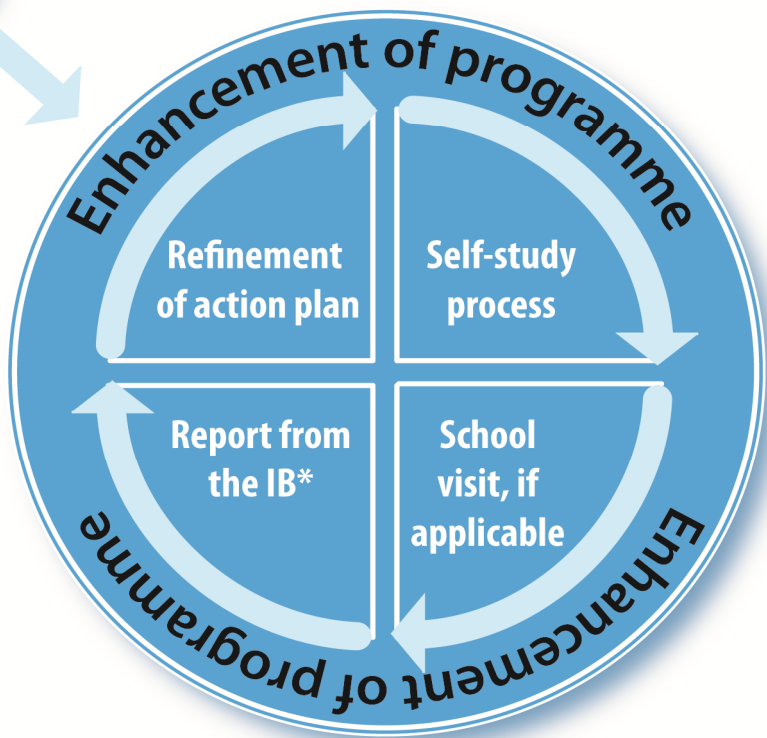 Enhancement of programme
Refinement
of action plan
Self-study
process
Report from
the IB*
School
visit, if
applicable
Enhancement of programme